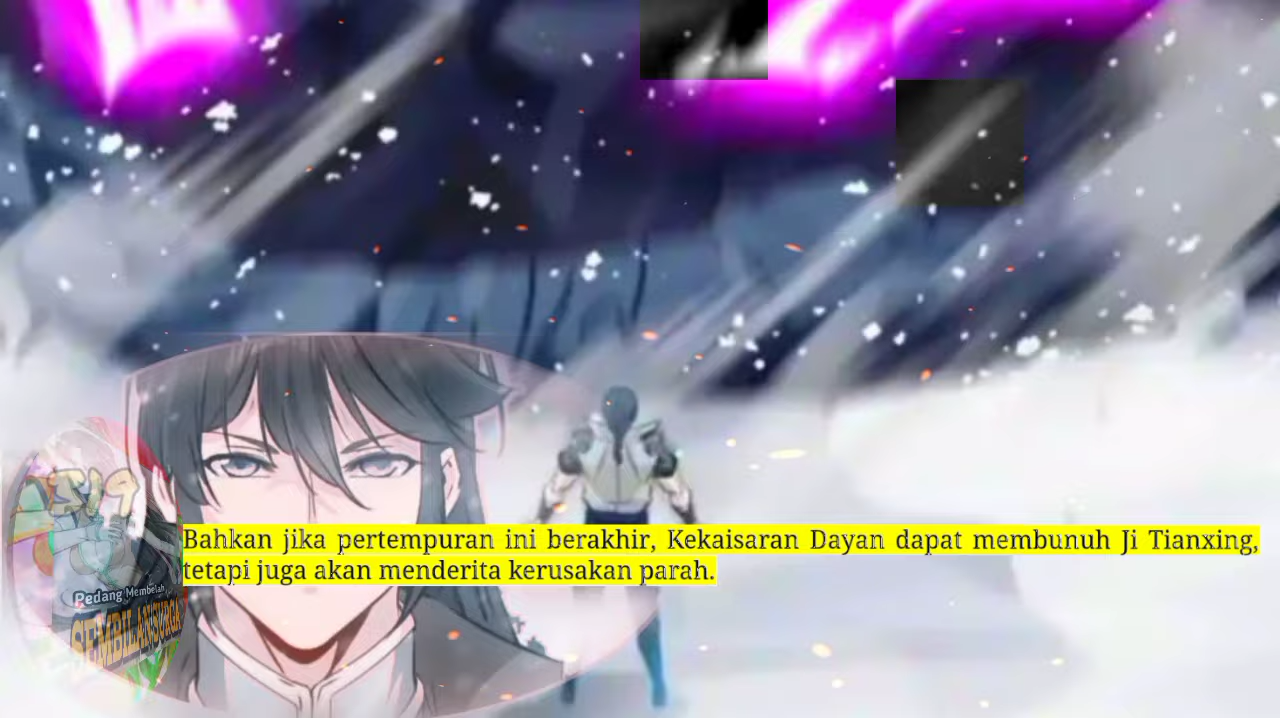 Bahkan jika pertempuran ini berakhir, Kekaisaran Dayan dapat membunuh Ji Tianxing,
tetapi juga akan menderita kerusakan parah.
519
Pedang Membelah
SEMBILAN SURGA